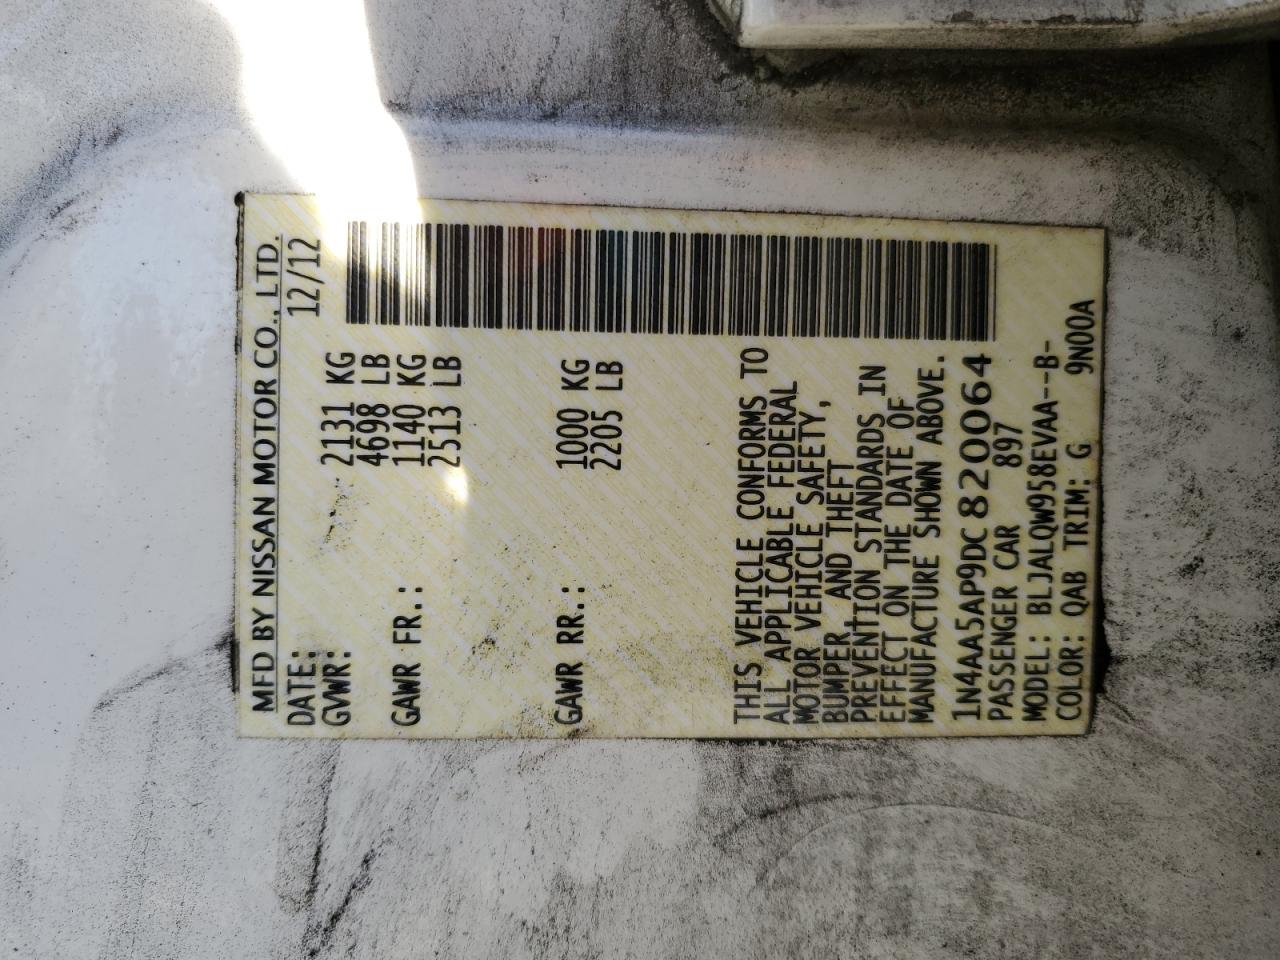 MFD BY NISSAN MOTOR CO., LTD.
DATE: 12/12
GVWR: 2131 KG
4698 LB
GAWR FR.: 1140 KG
2513 LB
GAWR RR.: 1000 KG
2205 LB
THIS VEHICLE CONFORMS TO
ALL APPLICABLE FEDERAL
MOTOR VEHICLE SAFETY,
BUMPER, AND THEFT
PREVENTION STANDARDS IN
EFFECT ON THE DATE OF
MANUFACTURE SHOWN ABOVE.
1N4AA5AP9DC820064
PASSENGER CAR 897
MODEL: BLJALQW958EVAA--B-
COLOR: QAB TRIM: G 9N00A